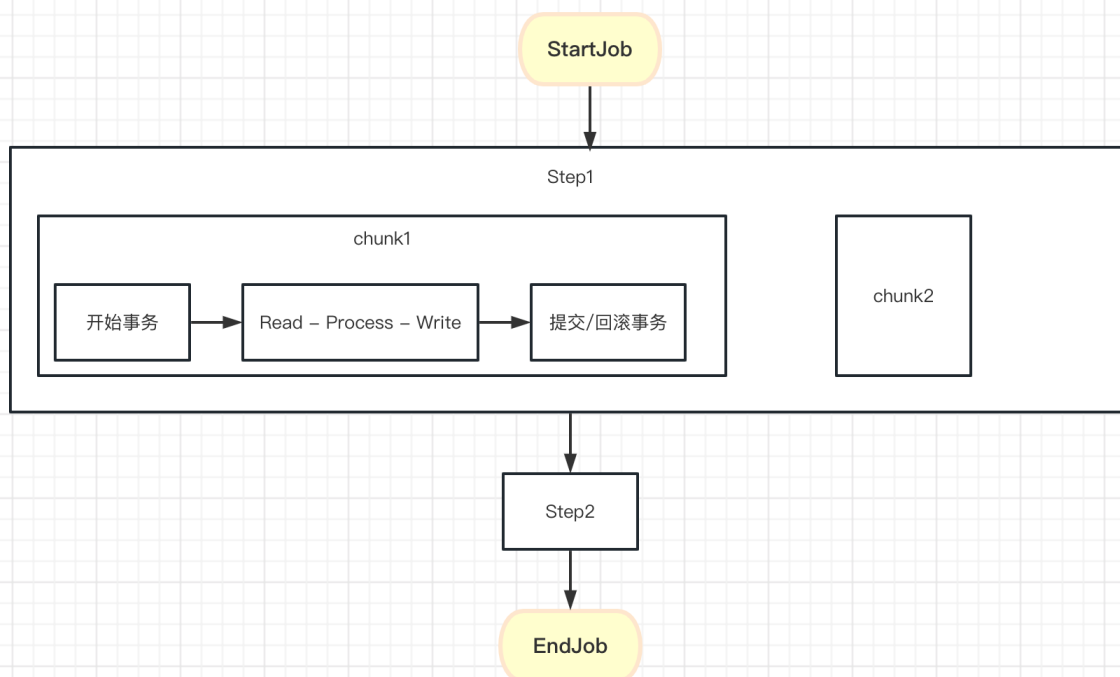 StartJob
Step1
chunk1
开始事务
Read – Process – Write
提交/回滚事务
chunk2
Step2
EndJob